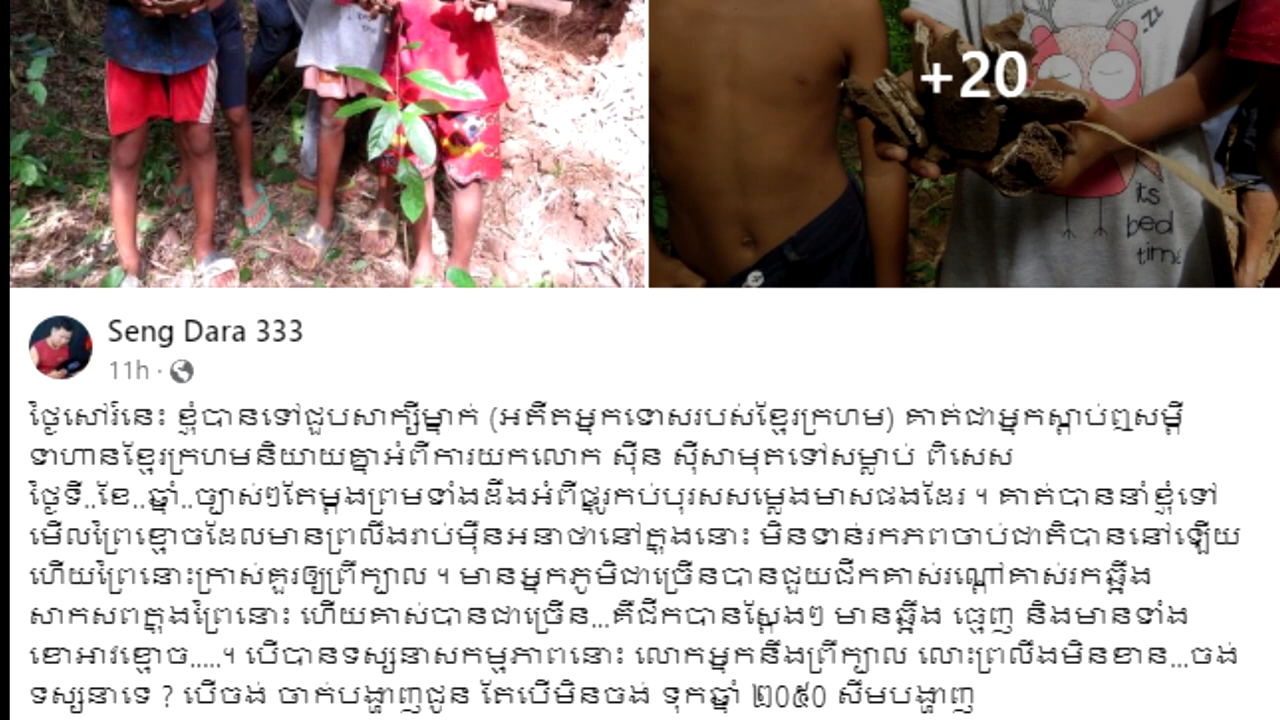 +20
its
bed
time
Seng Dara 333
11h ·
ថ្ងៃសៅរ៍នេះ ខ្ញុំបានទៅជួបសាក្សីម្នាក់ (អតីតអ្នកទោសរបស់ខ្មែរក្រហម) គាត់ជាអ្នកស្តាប់ឮសម្តី
ទាហានខ្មែរក្រហមនិយាយគ្នាអំពីការយកលោក ស៊ីន ស៊ីសាមុតទៅសម្លាប់ ពិសេស
ថ្ងៃទី..ខែ..ឆ្នាំ..ច្បាស់ៗតែម្តងព្រមទាំងដឹងអំពីផ្នូរកប់បុរសសម្លេងមាសផងដែរ ។ គាត់បាននាំខ្ញុំទៅ
មើលព្រៃខ្មោចដែលមានព្រលឹងរាប់ម៉ឺនអនាថានៅក្នុងនោះ មិនទាន់រកភពចាប់ជាតិបាននៅឡើយ
ហើយព្រៃនោះក្រាស់គួរឲ្យព្រឺក្បាល ។ មានអ្នកភូមិជាច្រើនបានជួយជីកគាស់រណ្តៅគាស់រកឆ្អឹង
សាកសពក្នុងព្រៃនោះ ហើយគាស់បានជាច្រើន...គឺជីកបានស្តែងៗ មានឆ្អឹង ធ្មេញ និងមានទាំង
ខោអាវខ្មោច.....។ បើបានទស្សនាសកម្មភាពនោះ លោកអ្នកនឹងព្រឺក្បាល លោះព្រលឹងមិនខាន...ចង់
ទស្សនាទេ ? បើចង់ ចាក់បង្ហាញជូន តែបើមិនចង់ ទុកឆ្នាំ ២០៥០ សឹមបង្ហាញ